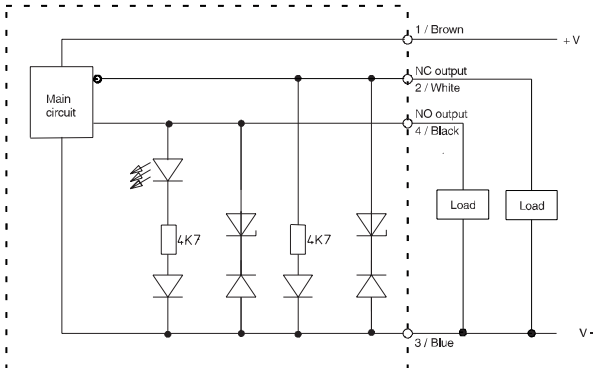 1 / Brown
+ V
NC output
2 / White
Main
circuit
NO output
4 / Black
Load
Load
4K7
4K7
3 / Blue
V -